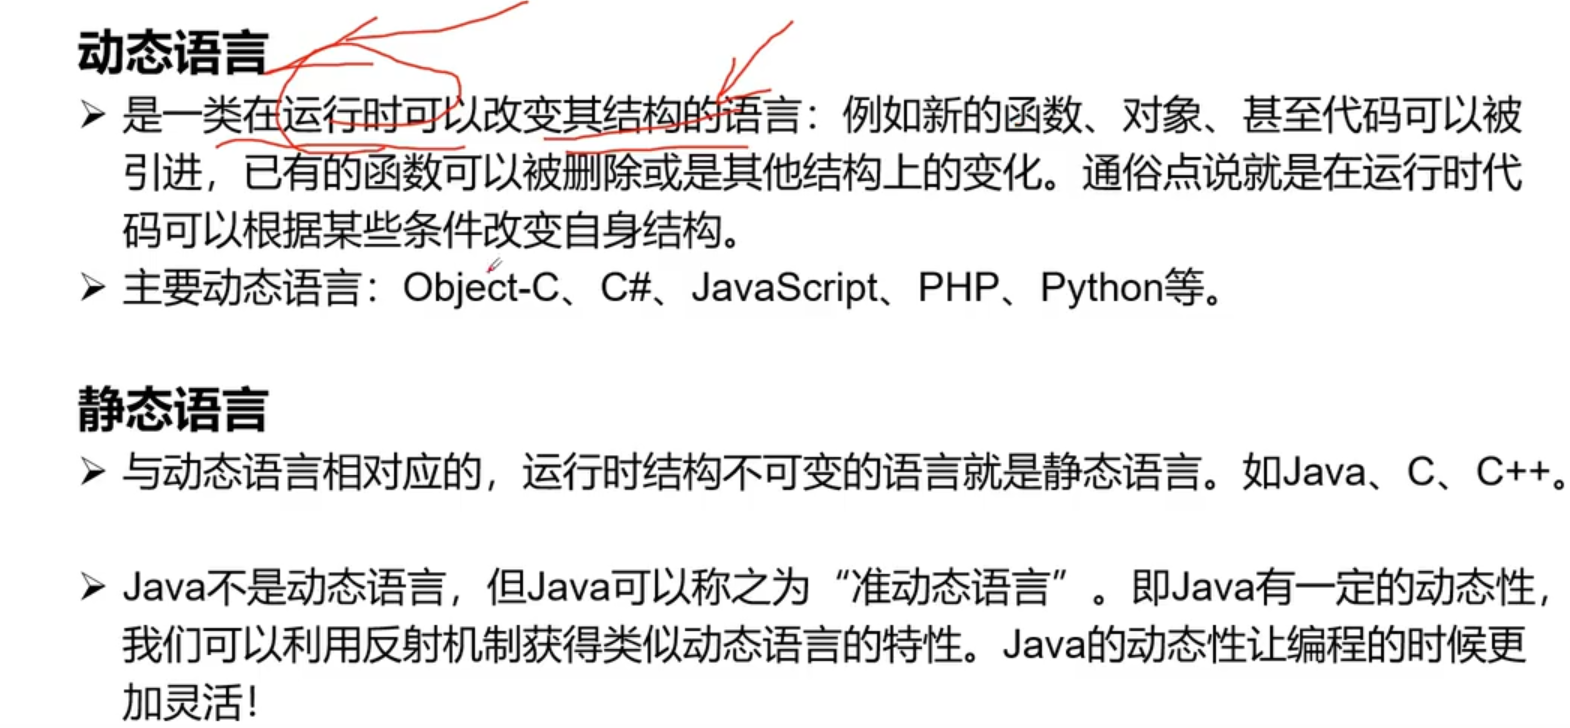 动态语言
➢ 是一类在运行时可以改变其结构的语言：例如新的函数、对象、甚至代码可以被
引进，已有的函数可以被删除或是其他结构上的变化。通俗点说就是在运行时代
码可以根据某些条件改变自身结构。
➢ 主要动态语言：Object-C、C#、JavaScript、PHP、Python等。
静态语言
➢ 与动态语言相对应的，运行时结构不可变的语言就是静态语言。如Java、C、C++。
➢ Java不是动态语言，但Java可以称之为“准动态语言”。即Java有一定的动态性，
我们可以利用反射机制获得类似动态语言的特性。Java的动态性让编程的时候更
加灵活！